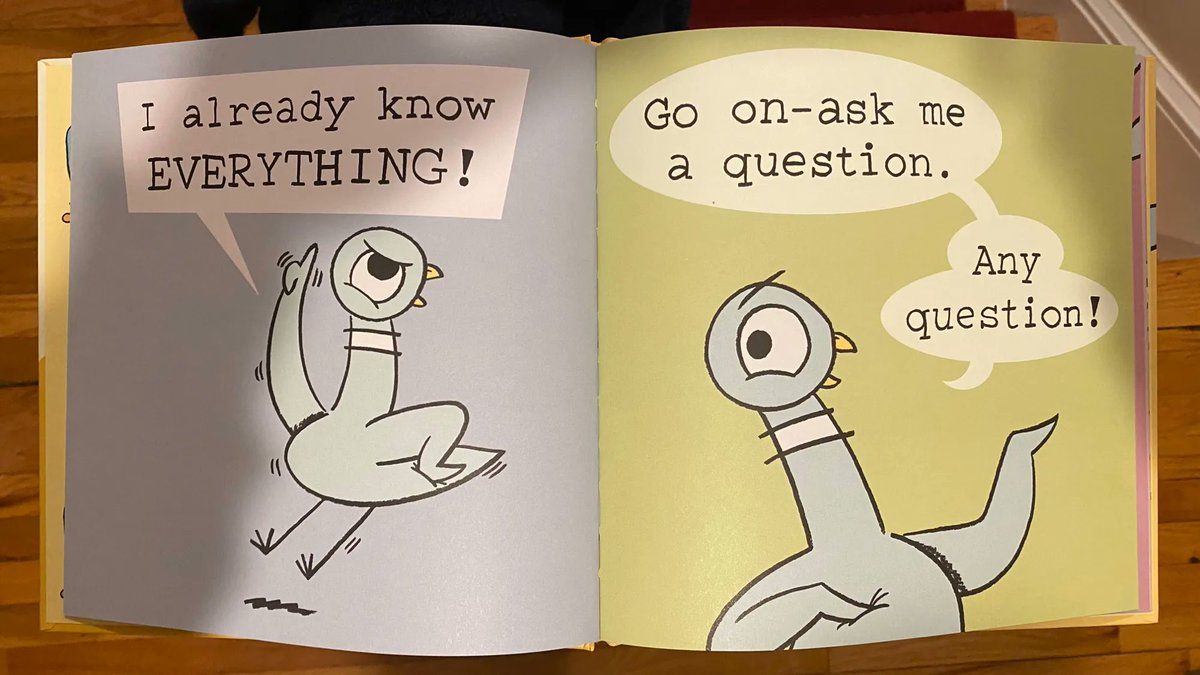 I already know
EVERYTHING!
Go on-ask me
a question.
Any
question!